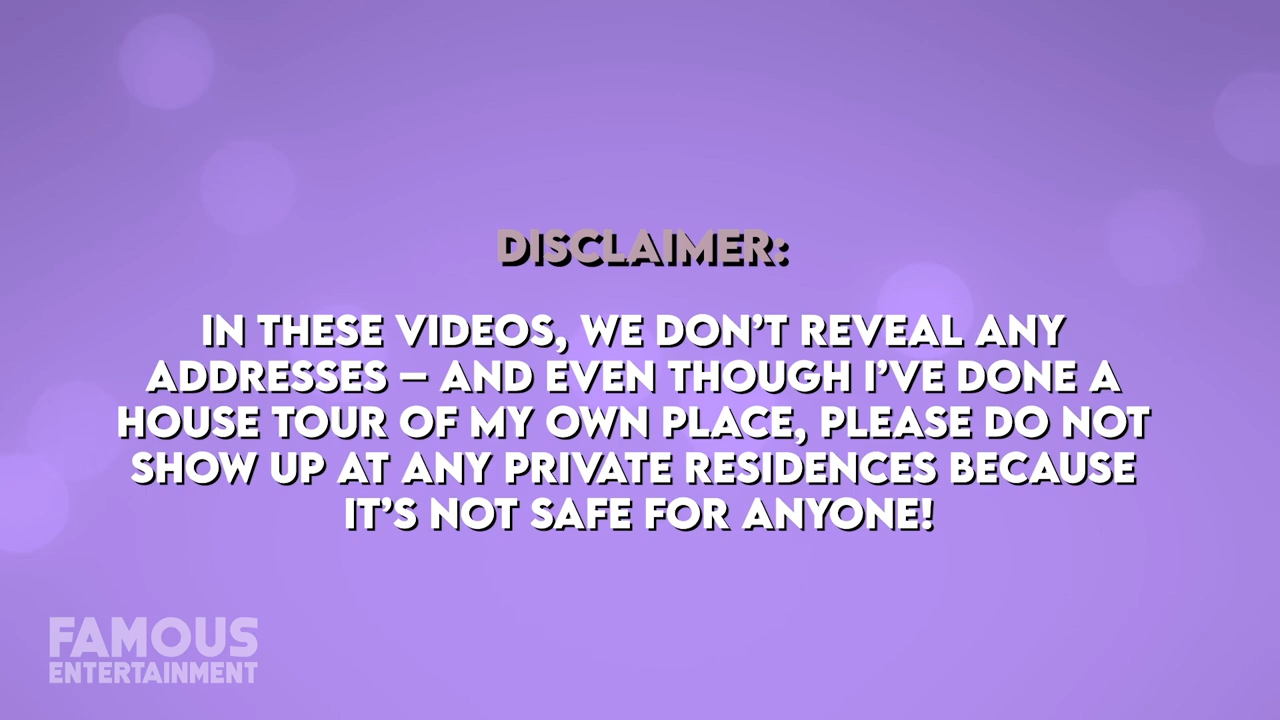 DISCLAIMER:
IN THESE VIDEOS, WE DON'T REVEAL ANY
ADDRESSES – AND EVEN THOUGH I'VE DONE A
HOUSE TOUR OF MY OWN PLACE, PLEASE DO NOT
SHOW UP AT ANY PRIVATE RESIDENCES BECAUSE
IT'S NOT SAFE FOR ANYONE!
FAMOUS
ENTERTAINMENT